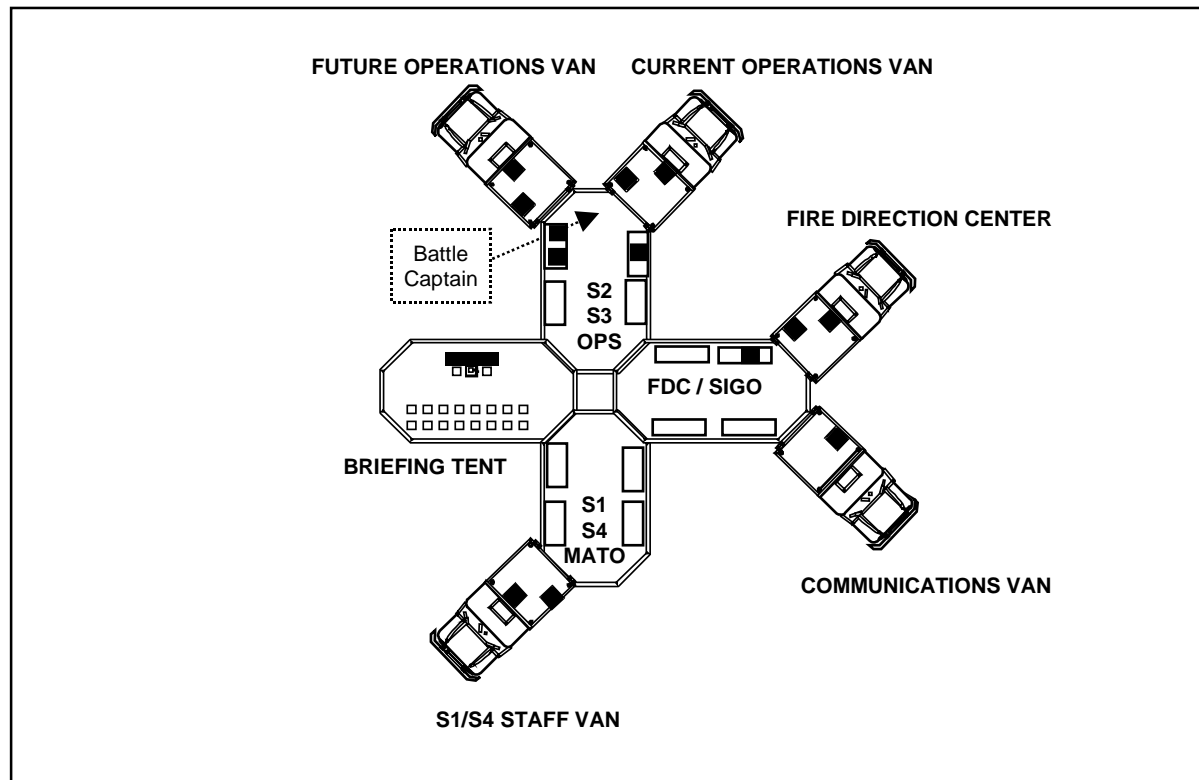 FUTURE OPERATIONS VAN
CURRENT OPERATIONS VAN
FIRE DIRECTION CENTER
Battle
Captain
S2
S3
OPS
FDC / SIGO
BRIEFING TENT
S1
S4
MATO
COMMUNICATIONS VAN
S1/S4 STAFF VAN